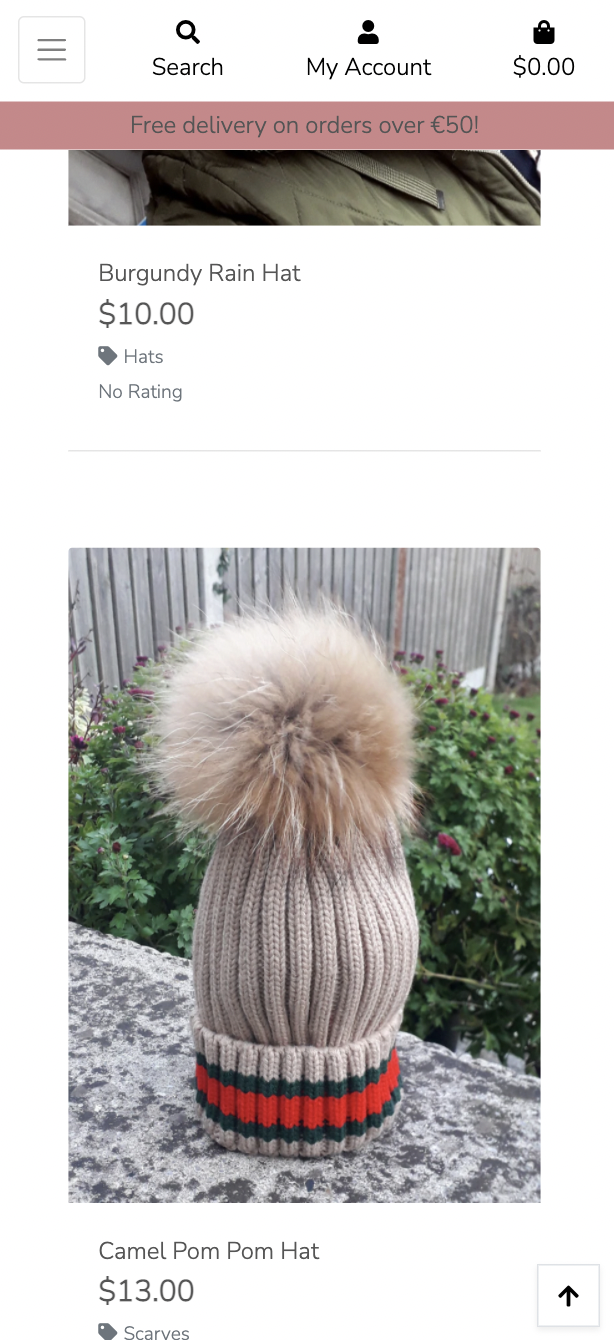 Search
My Account
$0.00
Free delivery on orders over €50!
Burgundy Rain Hat
$10.00
Hats
No Rating
Camel Pom Pom Hat
$13.00
Scarves